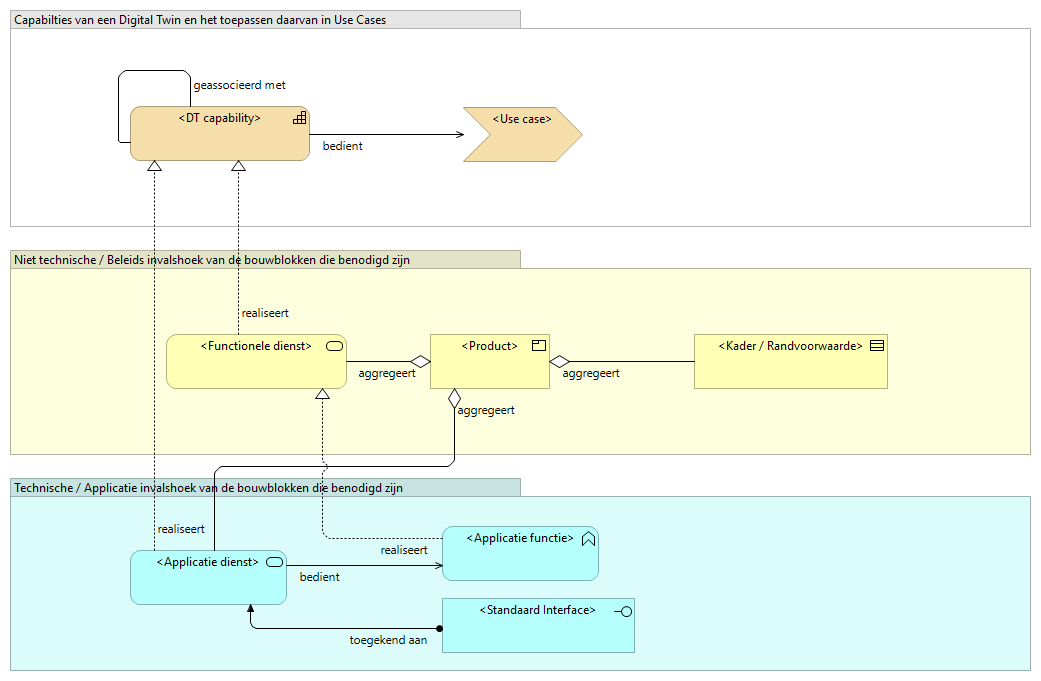 Capabilties van een Digital Twin en het toepassen daarvan in Use Cases
geassocieerd met
<DT capability>
<Use case>
bedient
Niet technische / Beleids invalshoek van de bouwblokken die benodigd zijn
realiseert
<Functionele dienst>
<Product>
<Kader / Randvoorwaarde>
aggregeert
aggregeert
aggregeert
Technische / Applicatie invalshoek van de bouwblokken die benodigd zijn
realiseert
<Applicatie functie>
realiseert
<Applicatie dienst>
bedient
<Standaard Interface>
toegekend aan